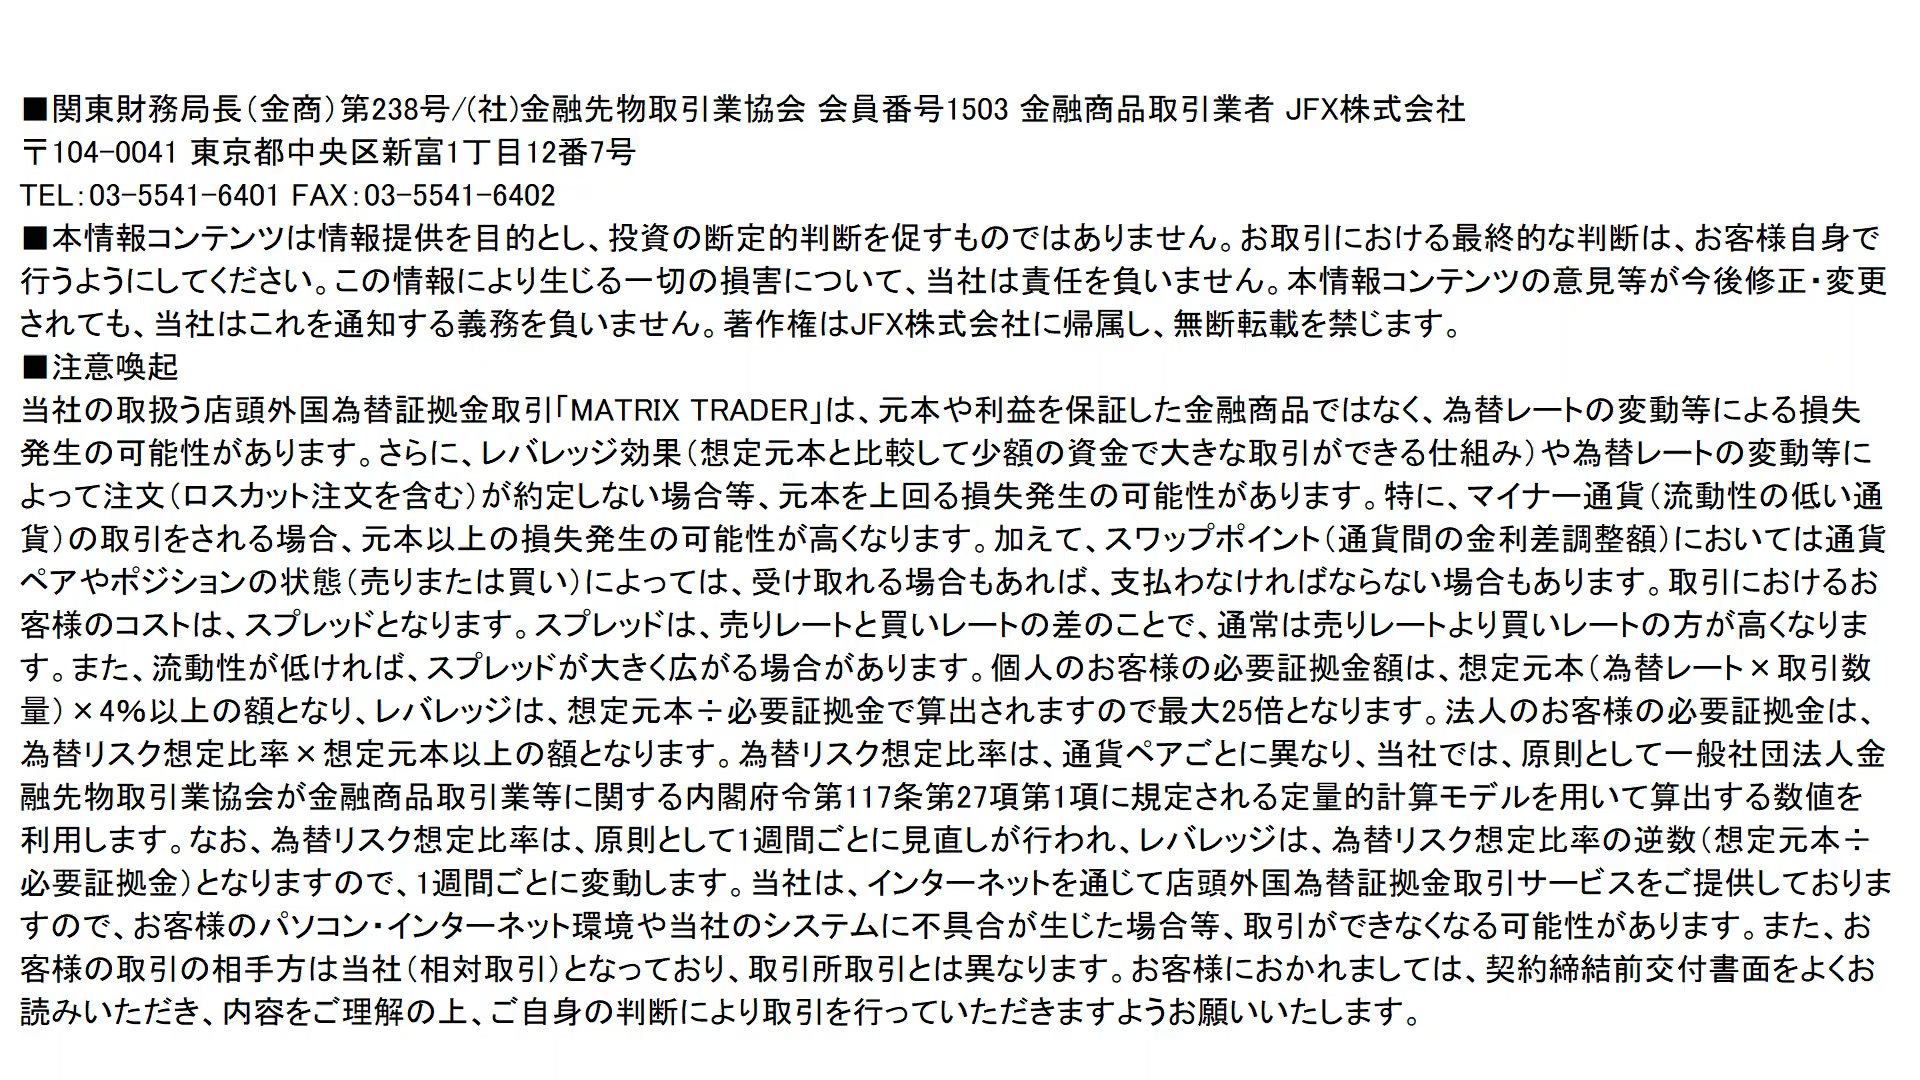 ■関東財務局長（金商）第238号/(社)金融先物取引業協会 会員番号1503 金融商品取引業者 JFX株式会社
〒104-0041 東京都中央区新富1丁目12番7号
TEL：03-5541-6401 FAX：03-5541-6402
■本情報コンテンツは情報提供を目的とし、投資の断定的判断を促すものではありません。お取引における最終的な判断は、お客様自身で
行うようにしてください。この情報により生じる一切の損害について、当社は責任を負いません。本情報コンテンツの意見等が今後修正・変更
されても、当社はこれを通知する義務を負いません。著作権はJFX株式会社に帰属し、無断転載を禁じます。
■注意喚起
当社の取扱う店頭外国為替証拠金取引「MATRIX TRADER」は、元本や利益を保証した金融商品ではなく、為替レートの変動等による損失
発生の可能性があります。さらに、レバレッジ効果（想定元本と比較して少額の資金で大きな取引ができる仕組み）や為替レートの変動等に
よって注文（ロスカット注文を含む）が約定しない場合等、元本を上回る損失発生の可能性があります。特に、マイナー通貨（流動性の低い通
貨）の取引をされる場合、元本以上の損失発生の可能性が高くなります。加えて、スワップポイント（通貨間の金利差調整額）においては通貨
ペアやポジションの状態（売りまたは買い）によっては、受け取れる場合もあれば、支払わなければならない場合もあります。取引におけるお
客様のコストは、スプレッドとなります。スプレッドは、売りレートと買いレートの差のことで、通常は売りレートより買いレートの方が高くなりま
す。また、流動性が低ければ、スプレッドが大きく広がる場合があります。個人のお客様の必要証拠金額は、想定元本（為替レート×取引数
量）×4％以上の額となり、レバレッジは、想定元本÷必要証拠金で算出されますので最大25倍となります。法人のお客様の必要証拠金は、
為替リスク想定比率×想定元本以上の額となります。為替リスク想定比率は、通貨ペアごとに異なり、当社では、原則として一般社団法人金
融先物取引業協会が金融商品取引業等に関する内閣府令第117条第27項第1項に規定される定量的計算モデルを用いて算出する数値を
利用します。なお、為替リスク想定比率は、原則として1週間ごとに見直しが行われ、レバレッジは、為替リスク想定比率の逆数（想定元本÷
必要証拠金）となりますので、1週間ごとに変動します。当社は、インターネットを通じて店頭外国為替証拠金取引サービスをご提供しておりま
すので、お客様のパソコン・インターネット環境や当社のシステムに不具合が生じた場合等、取引ができなくなる可能性があります。また、お
客様の取引の相手方は当社（相対取引）となっており、取引所取引とは異なります。お客様におかれましては、契約締結前交付書面をよくお
読みいただき、内容をご理解の上、ご自身の判断により取引を行っていただきますようお願いいたします。